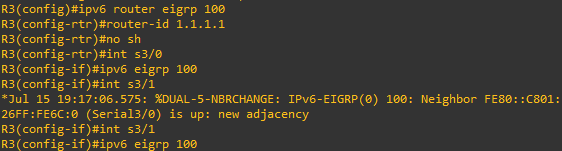 R3(config)#ipv6 router eigrp 100
R3(config-rtr)#router-id 1.1.1.1
R3(config-rtr)#no sh
R3(config-rtr)#int s3/0
R3(config-if)#ipv6 eigrp 100
R3(config-if)#int s3/1
*Jul 15 19:17:06.575: %DUAL-5-NBRCHANGE: IPv6-EIGRP(0) 100: Neighbor FE80::C801:
26FF:FE6C:0 (Serial3/0) is up: new adjacency
R3(config-if)#int s3/1
R3(config-if)#ipv6 eigrp 100